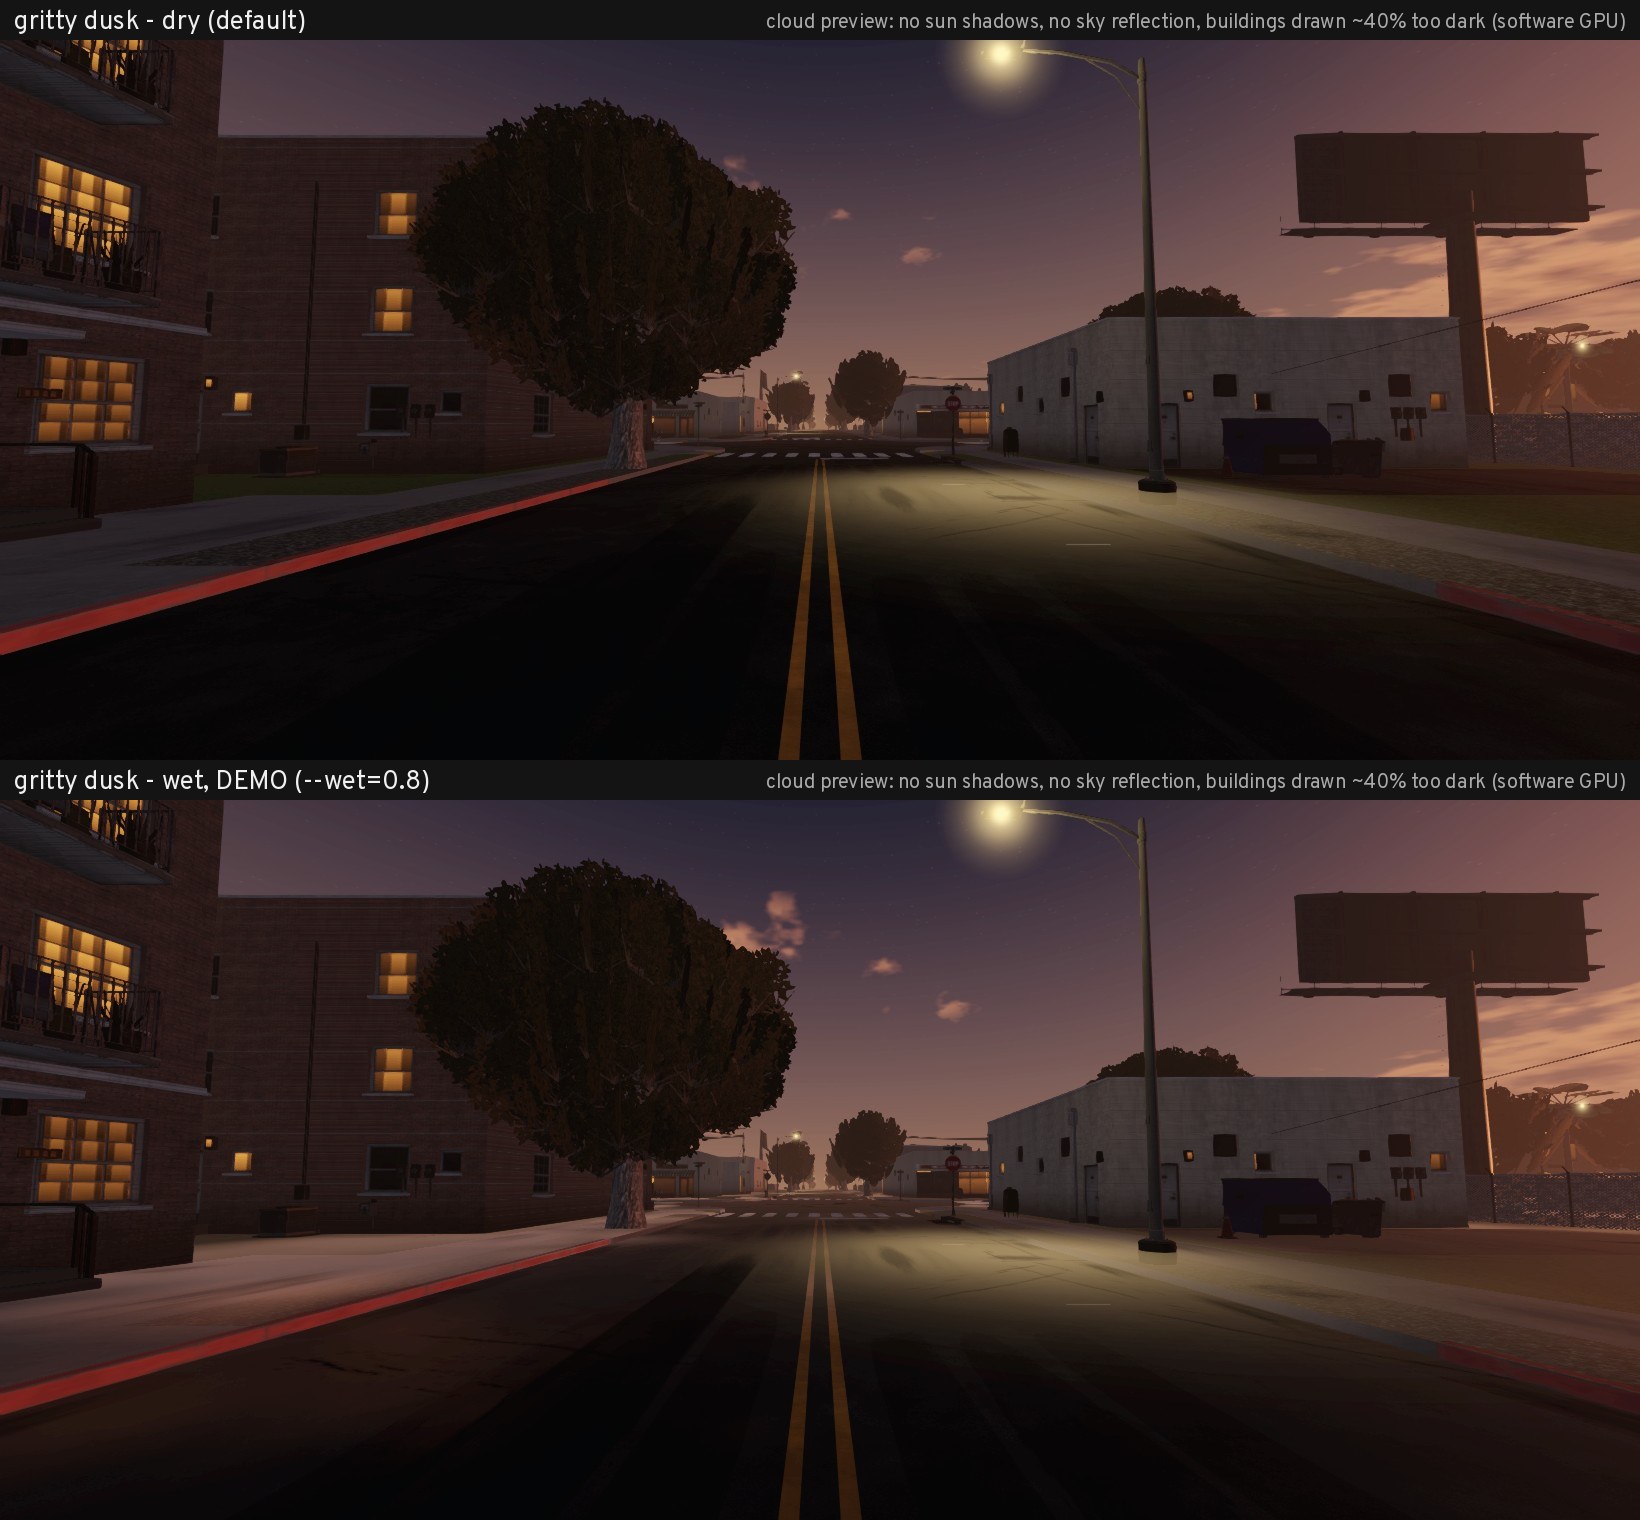 gritty dusk - dry (default)
cloud preview: no sun shadows, no sky reflection, buildings drawn ~40% too dark (software GPU)
gritty dusk - wet, DEMO (--wet=0.8)
cloud preview: no sun shadows, no sky reflection, buildings drawn ~40% too dark (software GPU)